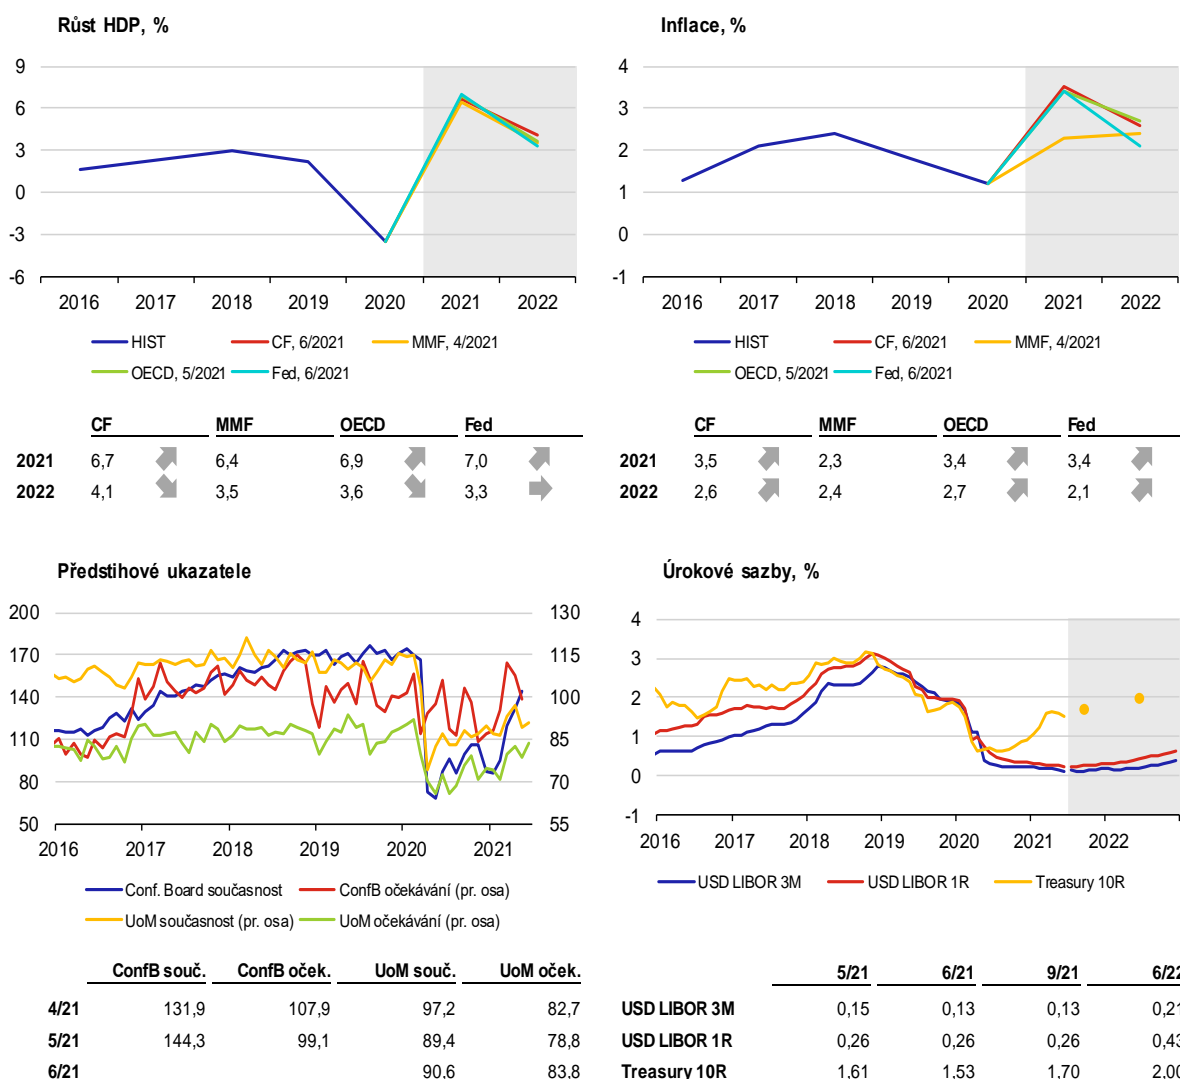 Růst HDP, %
9
6
3
0
-3
-6
2016 2017 2018 2019 2020 2021 2022
HIST CF, 6/2021 MMF, 4/2021
OECD, 5/2021 Fed, 6/2021
CF MMF OECD Fed
2021 6,7 6,4 6,9 7,0
2022 4,1 3,5 3,6 3,3
Inflace, %
4
3
2
1
0
-1
2016 2017 2018 2019 2020 2021 2022
HIST CF, 6/2021 MMF, 4/2021
OECD, 5/2021 Fed, 6/2021
CF MMF OECD Fed
2021 3,5 2,3 3,4 3,4
2022 2,6 2,4 2,7 2,1
Předstihové ukazatele
200 130
170 115
140 100
110 85
80 70
50 55
2016 2017 2018 2019 2020 2021
Conf. Board současnost ConfB očekávání (pr. osa)
UoM současnost (pr. osa) UoM očekávání (pr. osa)
ConfB souč. ConfB oček. UoM souč. UoM oček.
4/21 131,9 107,9 97,2 82,7
5/21 144,3 99,1 89,4 78,8
6/21 90,6 83,8
Úrokové sazby, %
4
3
2
1
0
-1
2016 2017 2018 2019 2020 2021 2022
USD LIBOR 3M USD LIBOR 1R Treasury 10R
5/21 6/21 9/21 6/22
USD LIBOR 3M 0,15 0,13 0,13 0,21
USD LIBOR 1R 0,26 0,26 0,26 0,43
Treasury 10R 1,61 1,53 1,70 2,00